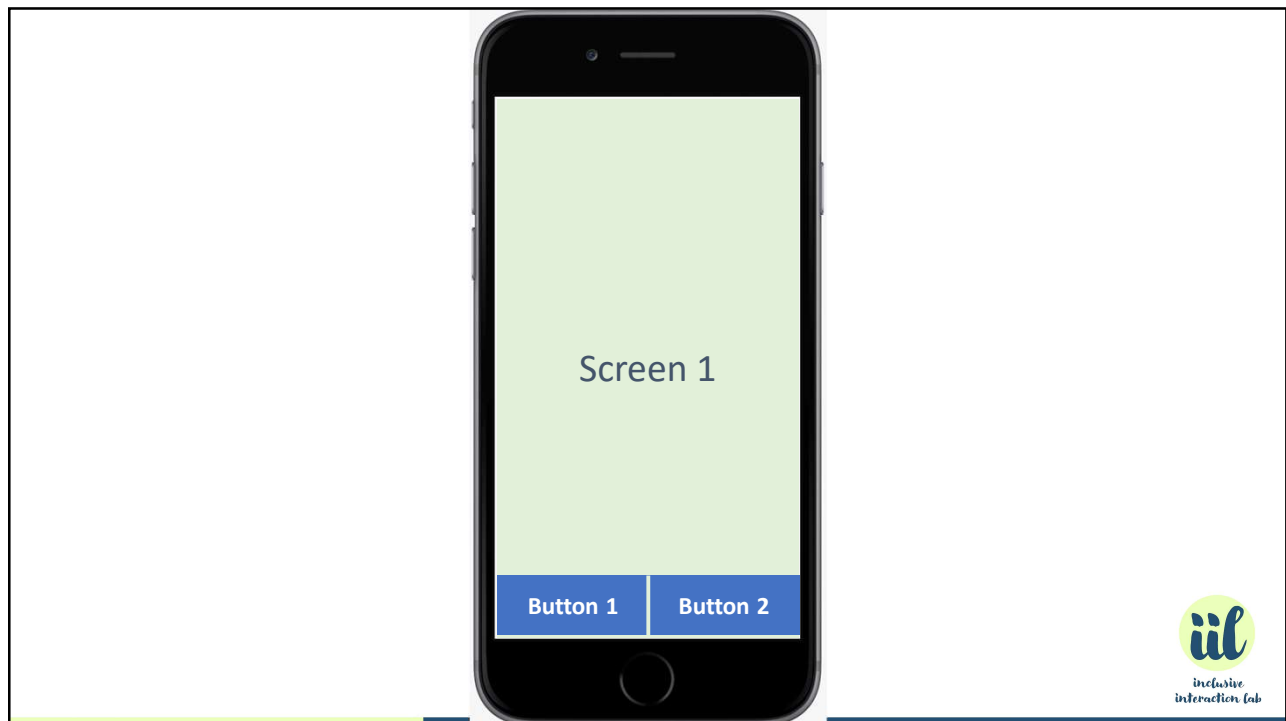 Screen 1
Button 1 Button 2
iil
inclusive
interaction lab